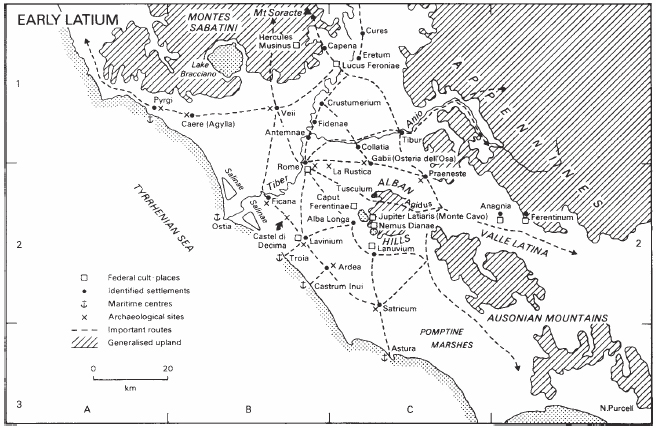 EARLY LATIUM
MONTES
SABATINI
Mt Soracte
Hercules
Musinus
Cures
Capena
Eretum
Lucus Feroniae
Lake
Bracciano
1
1
APPENNINES
Pyrgi
Caere (Agylla)
Veii
Crustumerium
Fidenae
Antemnae
Anio
Tibur
Collatia
Gabii (Osteria dell'Osa)
Rome
La Rustica
Praeneste
Tiber
Tusculum
ALBAN
Algidus
Salinae
Salinae
Ficana
Caput
Ferentinae
Anagnia
Ferentinum
Alba Longa
Jupiter Latiaris (Monte Cavo)
Nemus Dianae
TYRRHENIAN SEA
Ostia
Castel di
Decima
HILLS
VALLE LATINA
2
2
Lavinium
Lanuvium
Troia
Ardea
Castrum Inui
Satricum
AUSONIAN MOUNTAINS
POMPTINE
MARSHES
Astura
Federal cult-places
Identified settlements
Maritime centres
Archaeological sites
Important routes
Generalised upland
0
20
km
3
A
B
C
N.Purcell